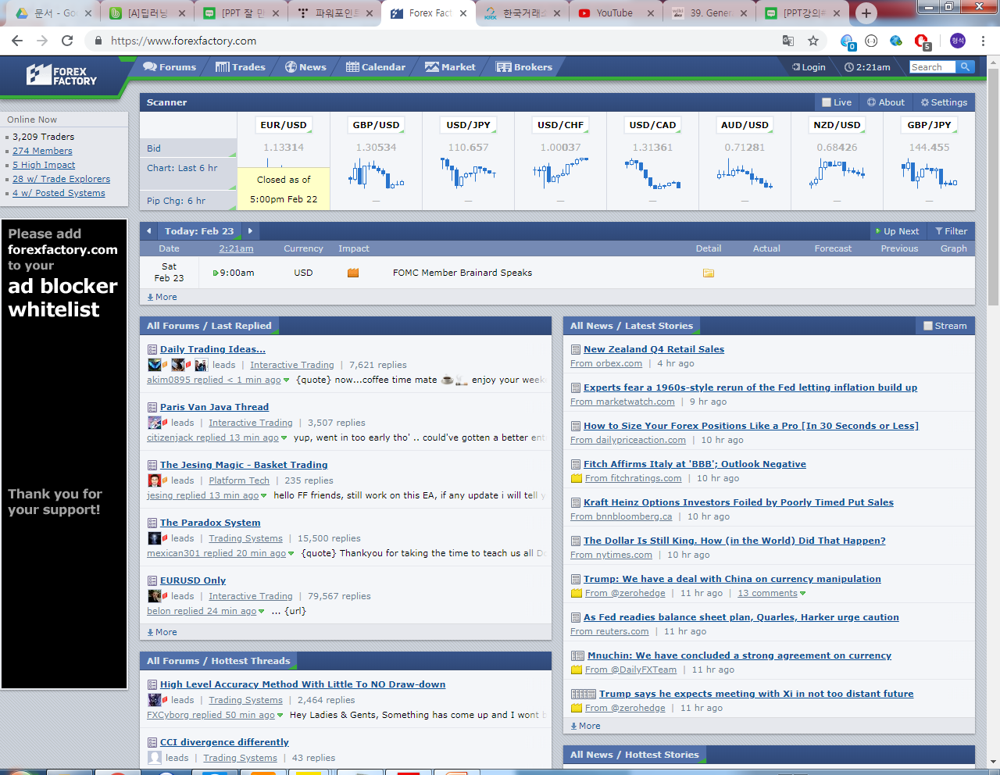 문서 - Go
[A]딥러닝
[PPT 잘 만
파워포인트
Forex Fac
한국거래소
YouTube
39. Gener
[PPT강의
https://www.forexfactory.com
0
5
형석
FOREX
FACTORY
Forums
Trades
News
Calendar
Market
Brokers
Login
2:21am
Search
Online Now
3,209 Traders
274 Members
5 High Impact
28 w/ Trade Explorers
4 w/ Posted Systems
Please add
forexfactory.com
to your
ad blocker
whitelist
Thank you for
your support!
Scanner
Live
About
Settings
EUR/USD GBP/USD USD/JPY USD/CHF USD/CAD AUD/USD NZD/USD GBP/JPY
Bid 1.13314 1.30534 110.657 1.00037 1.31361 0.71281 0.68426 144.455
Chart: Last 6 hr
Closed as of
5:00pm Feb 22
Pip Chg: 6 hr — — — — — — —
Today: Feb 23
Up Next
Filter
Date 2:21am Currency Impact Detail Actual Forecast Previous Graph
Sat
Feb 23
9:00am USD FOMC Member Brainard Speaks
More
All Forums / Last Replied
Daily Trading Ideas...
leads | Interactive Trading | 7,621 replies
akim0895 replied < 1 min ago {quote} now...coffee time mate enjoy your week
Paris Van Java Thread
leads | Interactive Trading | 3,507 replies
citizenjack replied 13 min ago yup, went in too early tho' .. could've gotten a better ent
The Jesing Magic - Basket Trading
leads | Platform Tech | 235 replies
jesing replied 13 min ago hello FF friends, still work on this EA, if any update i will tell y
The Paradox System
leads | Trading Systems | 15,500 replies
mexican301 replied 20 min ago {quote} Thankyou for taking the time to teach us all Do
EURUSD Only
leads | Interactive Trading | 79,567 replies
belon replied 24 min ago ... {url}
More
All Forums / Hottest Threads
High Level Accuracy Method With Little To NO Draw-down
leads | Trading Systems | 2,464 replies
FXCyborg replied 50 min ago Hey Ladies & Gents, Something has come up and I wont b
CCI divergence differently
leads | Trading Systems | 43 replies
All News / Latest Stories
Stream
New Zealand Q4 Retail Sales
From orbex.com | 4 hr ago
Experts fear a 1960s-style rerun of the Fed letting inflation build up
From marketwatch.com | 9 hr ago
How to Size Your Forex Positions Like a Pro [In 30 Seconds or Less]
From dailypriceaction.com | 10 hr ago
Fitch Affirms Italy at 'BBB'; Outlook Negative
From fitchratings.com | 10 hr ago
Kraft Heinz Options Investors Foiled by Poorly Timed Put Sales
From bnnbloomberg.ca | 10 hr ago
The Dollar Is Still King. How (in the World) Did That Happen?
From nytimes.com | 10 hr ago
Trump: We have a deal with China on currency manipulation
From @zerohedge | 11 hr ago | 13 comments
As Fed readies balance sheet plan, Quarles, Harker urge caution
From reuters.com | 11 hr ago
Mnuchin: We have concluded a strong agreement on currency
From @DailyFXTeam | 11 hr ago
Trump says he expects meeting with Xi in not too distant future
From @zerohedge | 11 hr ago
More
All News / Hottest Stories